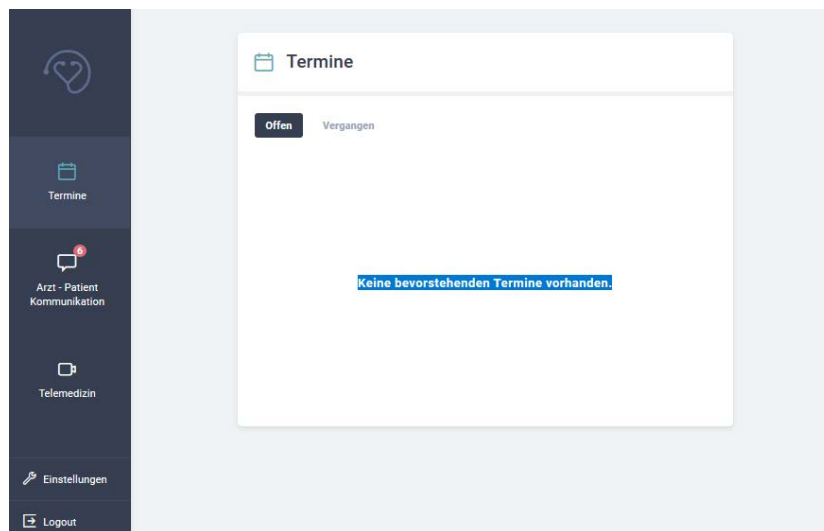 Termine
Offen Vergangen
Termine
6
Arzt - Patient
Kommunikation
Keine bevorstehenden Termine vorhanden.
Telemedizin
Einstellungen
Logout